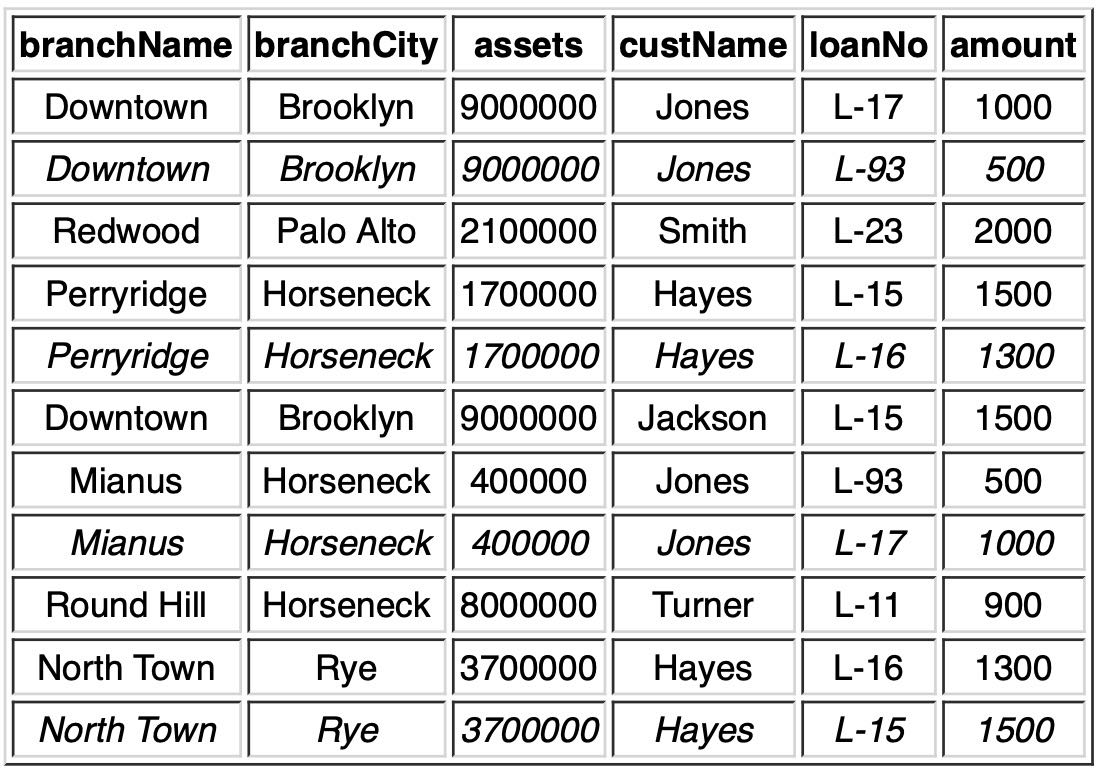 branchName branchCity assets custName loanNo amount
Downtown Brooklyn 9000000 Jones L-17 1000
Downtown Brooklyn 9000000 Jones L-93 500
Redwood Palo Alto 2100000 Smith L-23 2000
Perryridge Horseneck 1700000 Hayes L-15 1500
Perryridge Horseneck 1700000 Hayes L-16 1300
Downtown Brooklyn 9000000 Jackson L-15 1500
Mianus Horseneck 400000 Jones L-93 500
Mianus Horseneck 400000 Jones L-17 1000
Round Hill Horseneck 8000000 Turner L-11 900
North Town Rye 3700000 Hayes L-16 1300
North Town Rye 3700000 Hayes L-15 1500